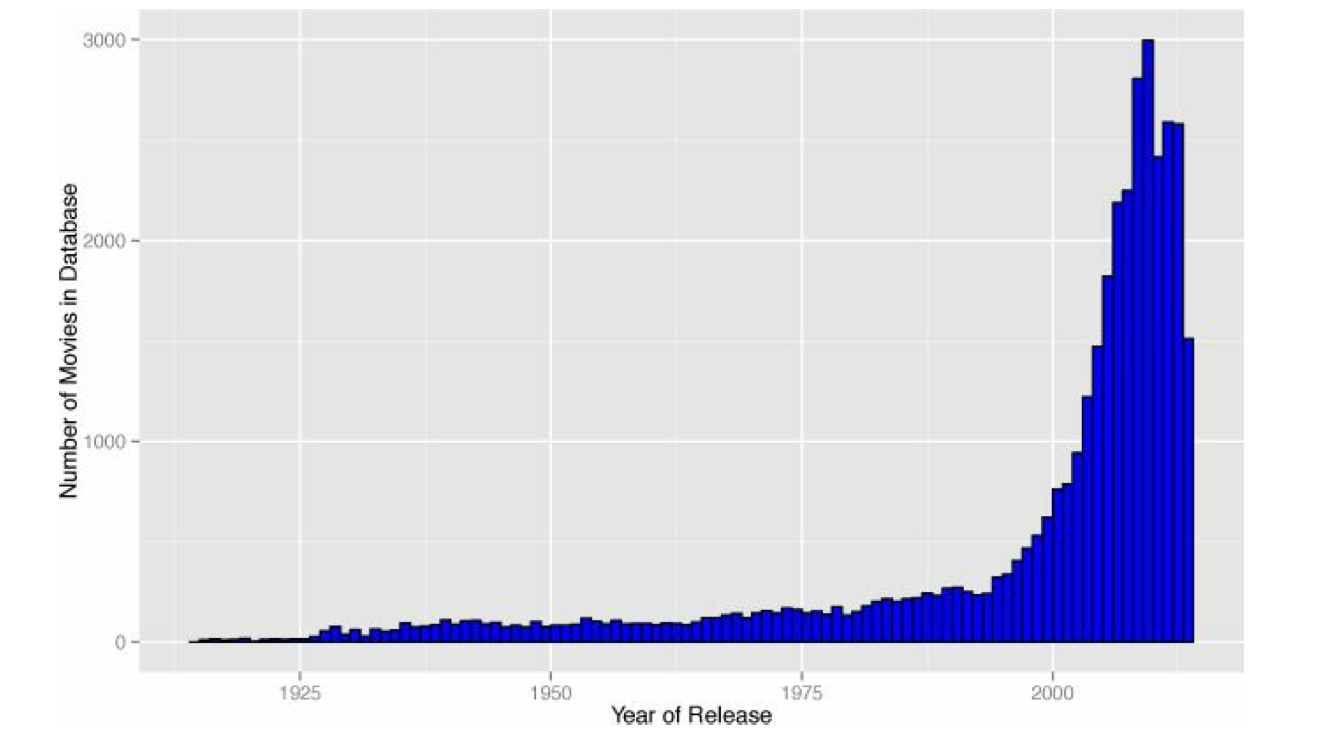 3000
2000
1000
0
Number of Movies in Database
1925 1950 1975 2000
Year of Release